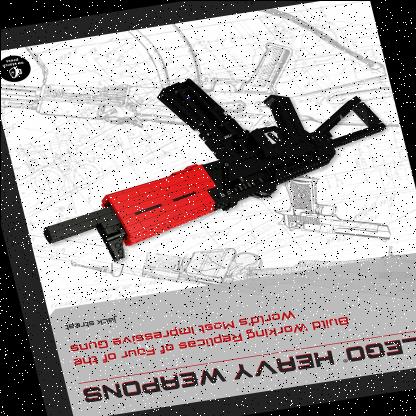 LEGO HEAVY WEAPONS
Build Working Replicas of Four of the
World's Most Impressive Guns
jack streat